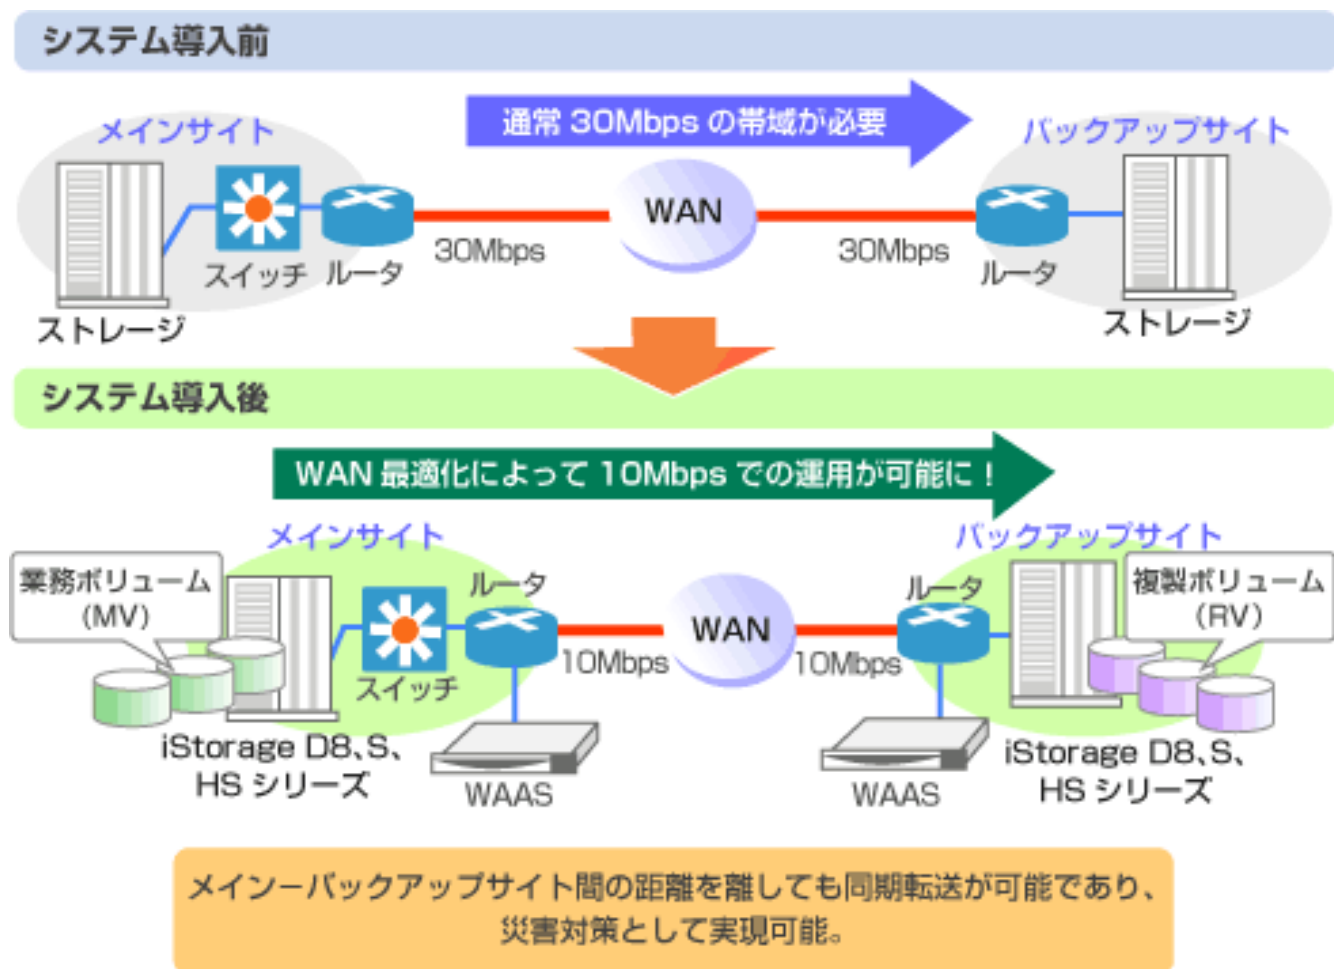 システム導入前
通常 30Mbps の帯域が必要
メインサイト
バックアップサイト
WAN
30Mbps
30Mbps
スイッチ
ルータ
ルータ
ストレージ
ストレージ
システム導入後
WAN 最適化によって 10Mbps での運用が可能に！
メインサイト
バックアップサイト
業務ボリューム
(MV)
ルータ
ルータ
複製ボリューム
(RV)
WAN
10Mbps
10Mbps
スイッチ
iStorage D8、S、
HS シリーズ
WAAS
WAAS
iStorage D8、S、
HS シリーズ
メインーバックアップサイト間の距離を離しても同期転送が可能であり、
災害対策として実現可能。